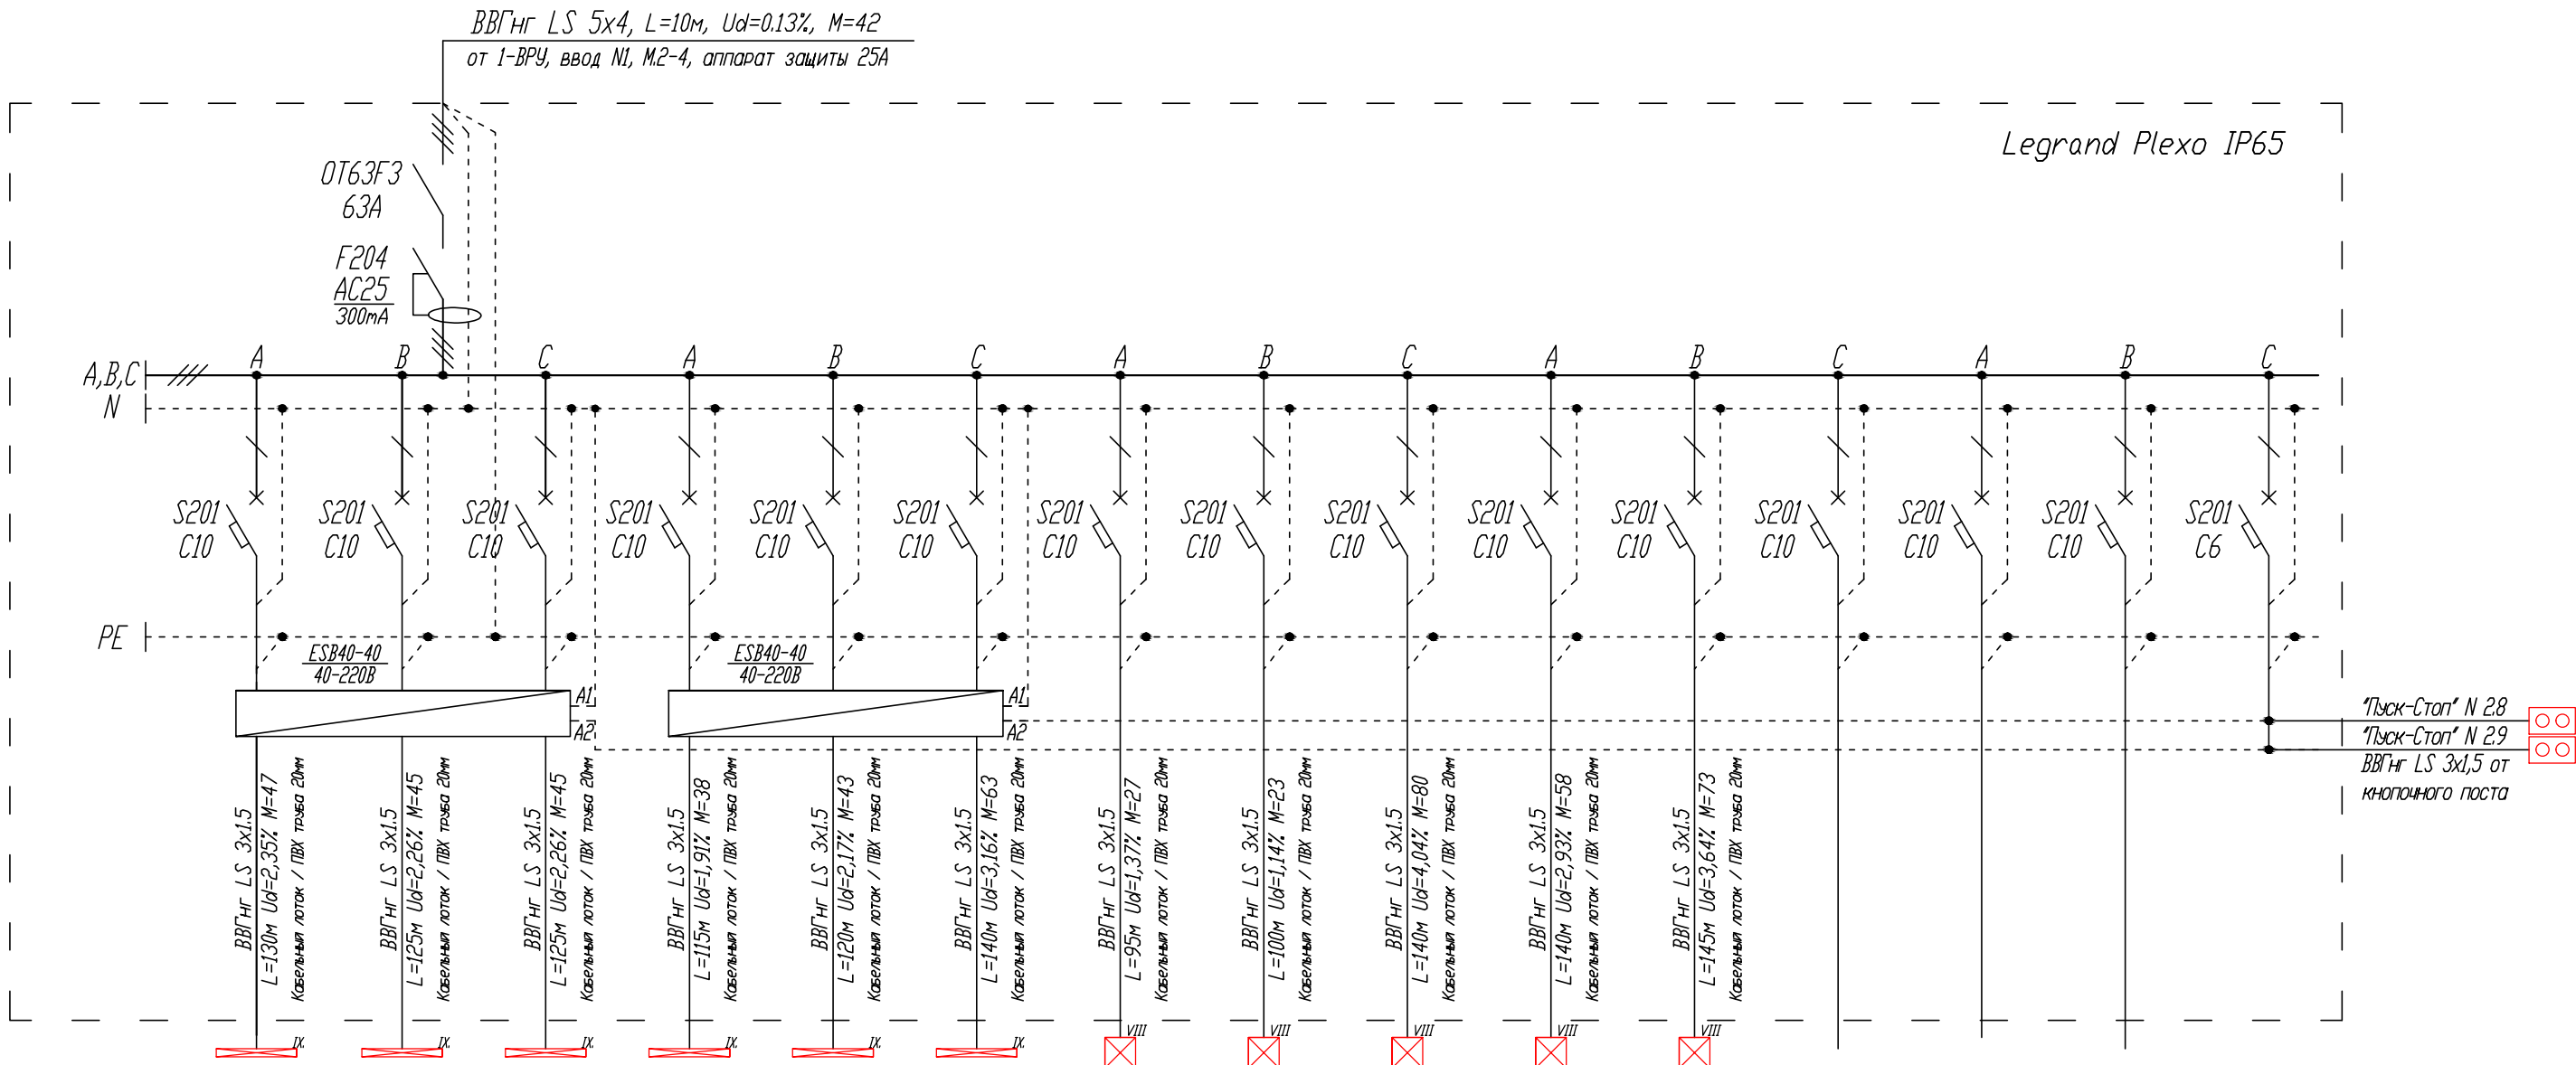 ВВГнг LS 5х4, L=10м, Ud=0.13%, М=42
от 1-ВРУ, ввод N1, М.2-4, аппарат защиты 25А
Legrand Plexo IP65
OT63F3
63A
F204
AC25
300mA
A B C A B C A B C A B C A B C
A,B,C
N
S201 S201 S201 S201 S201 S201 S201 S201 S201 S201 S201 S201 S201 S201 S201
C10 C10 C10 C10 C10 C10 C10 C10 C10 C10 C10 C10 C10 C10 C6
PE
ESB40-40
40-220В
A1
A2
ESB40-40
40-220В
A1
A2
"Пуск-Стоп" N 2.8
"Пуск-Стоп" N 2.9
ВВГнг LS 3х1,5 от
кнопочного поста
ВВГнг LS 3х1.5
L=130м Ud=2,35% М=47
Кабельный лоток / ПВХ труба 20мм
ВВГнг LS 3х1.5
L=125м Ud=2,26% М=45
Кабельный лоток / ПВХ труба 20мм
ВВГнг LS 3х1.5
L=125м Ud=2,26% М=45
Кабельный лоток / ПВХ труба 20мм
ВВГнг LS 3х1.5
L=115м Ud=1,91% М=38
Кабельный лоток / ПВХ труба 20мм
ВВГнг LS 3х1.5
L=120м Ud=2,17% М=43
Кабельный лоток / ПВХ труба 20мм
ВВГнг LS 3х1.5
L=140м Ud=3,16% М=63
Кабельный лоток / ПВХ труба 20мм
ВВГнг LS 3х1.5
L=95м Ud=1,37% М=27
Кабельный лоток / ПВХ труба 20мм
ВВГнг LS 3х1.5
L=100м Ud=1,14% М=23
Кабельный лоток / ПВХ труба 20мм
ВВГнг LS 3х1.5
L=140м Ud=4,04% М=80
Кабельный лоток / ПВХ труба 20мм
ВВГнг LS 3х1.5
L=140м Ud=2,93% М=58
Кабельный лоток / ПВХ труба 20мм
ВВГнг LS 3х1.5
L=145м Ud=3,64% М=73
Кабельный лоток / ПВХ труба 20мм
IX. IX. IX. IX. IX. IX. VIII VIII VIII VIII VIII